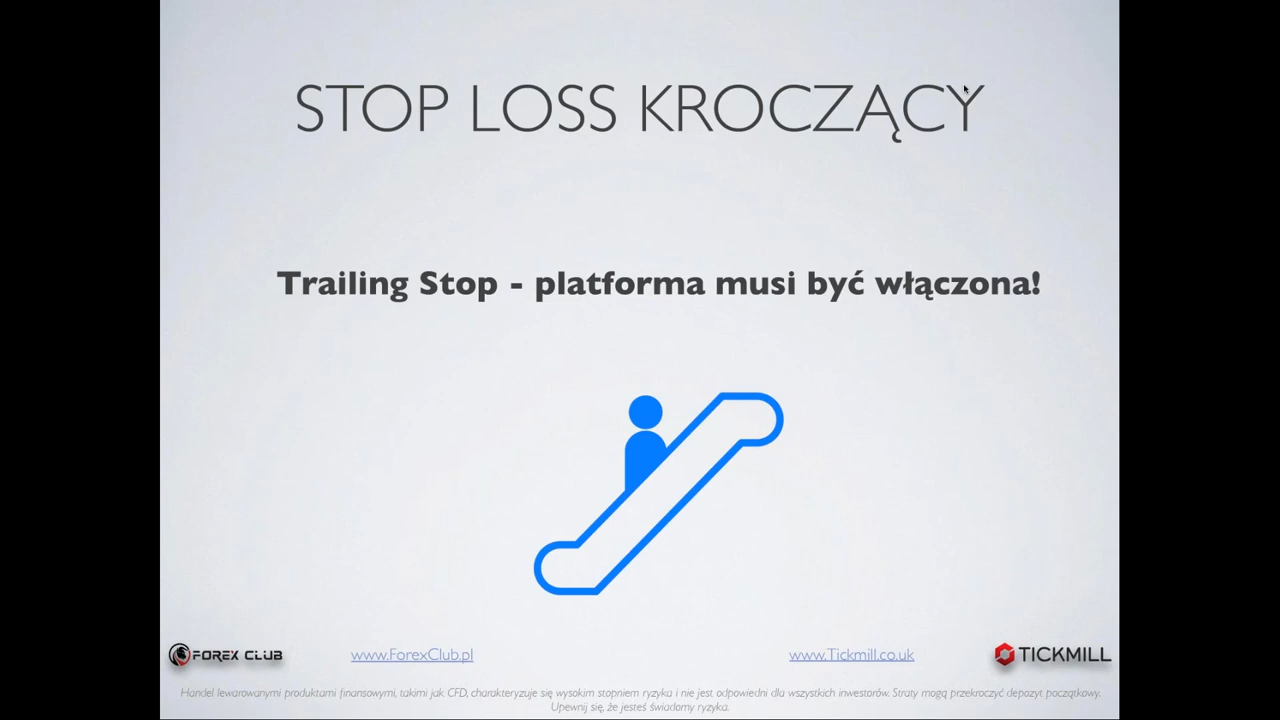 STOP LOSS KROCZĄCY
Trailing Stop - platforma musi być włączona!
FOREX CLUB
www.ForexClub.pl
www.Tickmill.co.uk
TICKMILL
Handel lewarowanymi produktami finansowymi, takimi jak CFD, charakteryzuje się wysokim stopniem ryzyka i nie jest odpowiedni dla wszystkich inwestorów. Straty mogą przekroczyć depozyt początkowy.
Upewnij się, że jesteś świadomy ryzyka.